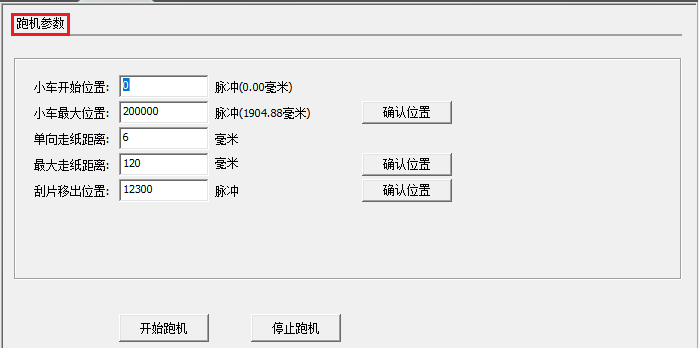 跑机参数
小车开始位置: 0 脉冲(0.00毫米)
小车最大位置: 200000 脉冲(1904.88毫米) 确认位置
单向走纸距离: 6 毫米
最大走纸距离: 120 毫米 确认位置
刮片移出位置: 12300 脉冲 确认位置
开始跑机 停止跑机